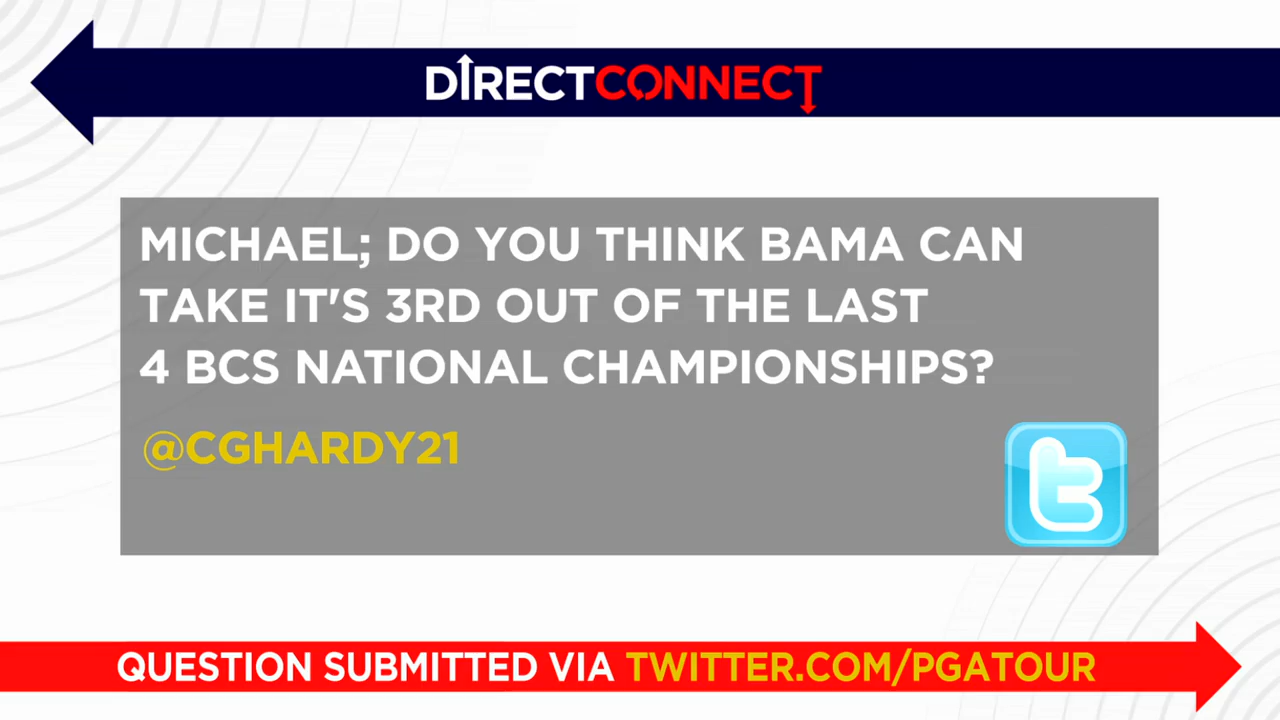 DIRECTCONNECT
MICHAEL; DO YOU THINK BAMA CAN
TAKE IT'S 3RD OUT OF THE LAST
4 BCS NATIONAL CHAMPIONSHIPS?
@CGHARDY21
t
QUESTION SUBMITTED VIA TWITTER.COM/PGATOUR